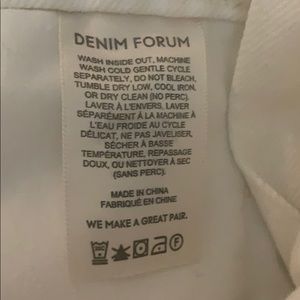 DENIM FORUM
WASH INSIDE OUT, MACHINE
WASH COLD GENTLE CYCLE
SEPARATELY, DO NOT BLEACH,
TUMBLE DRY LOW, COOL IRON,
OR DRY CLEAN (NO PERC).
LAVER À L'ENVERS, LAVER
SÉPARÉMENT À LA MACHINE À
L'EAU FROIDE AU CYCLE
DÉLICAT, NE PAS JAVELISER,
SÉCHER À BASSE
TEMPÉRATURE, REPASSAGE
DOUX, OU NETTOYER À SEC
(SANS PERC).
MADE IN CHINA
FABRIQUÉ EN CHINE
WE MAKE A GREAT PAIR.
F